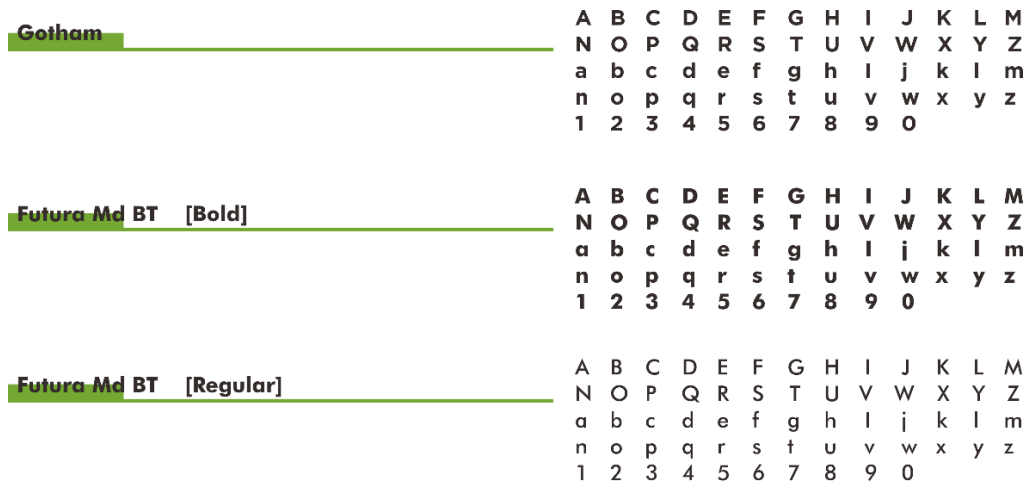 Gotham
A B C D E F G H I J K L M
N O P Q R S T U V W X Y Z
a b c d e f g h I j k l m
n o p q r s t u v w x y z
1 2 3 4 5 6 7 8 9 0
Futura Md BT [Bold]
A B C D E F G H I J K L M
N O P Q R S T U V W X Y Z
a b c d e f g h I j k l m
n o p q r s t u v w x y z
1 2 3 4 5 6 7 8 9 0
Futura Md BT [Regular]
A B C D E F G H I J K L M
N O P Q R S T U V W X Y Z
a b c d e f g h I j k l m
n o p q r s t u v w x y z
1 2 3 4 5 6 7 8 9 0